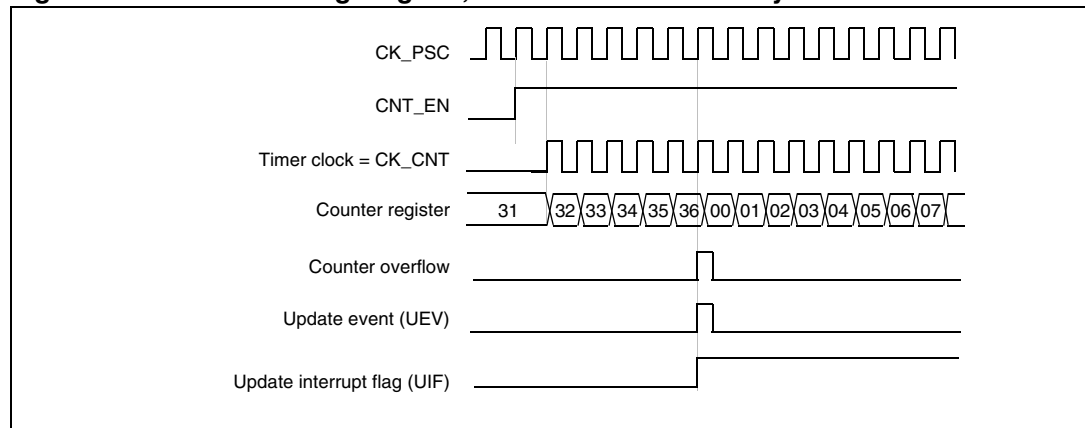 CK_PSC
CNT_EN
Timer clock = CK_CNT
Counter register 31 32 33 34 35 36 00 01 02 03 04 05 06 07
Counter overflow
Update event (UEV)
Update interrupt flag (UIF)